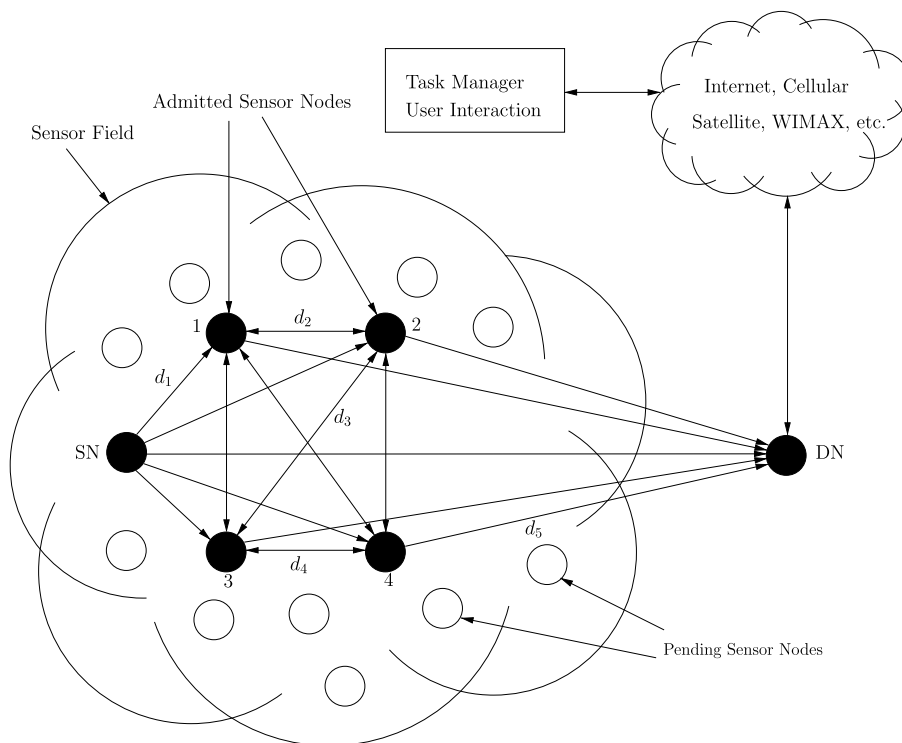 Task Manager
User Interaction
Internet, Cellular
Satellite, WIMAX, etc.
Admitted Sensor Nodes
Sensor Field
1
d2
2
d1
d3
SN
DN
d5
d4
3
4
Pending Sensor Nodes